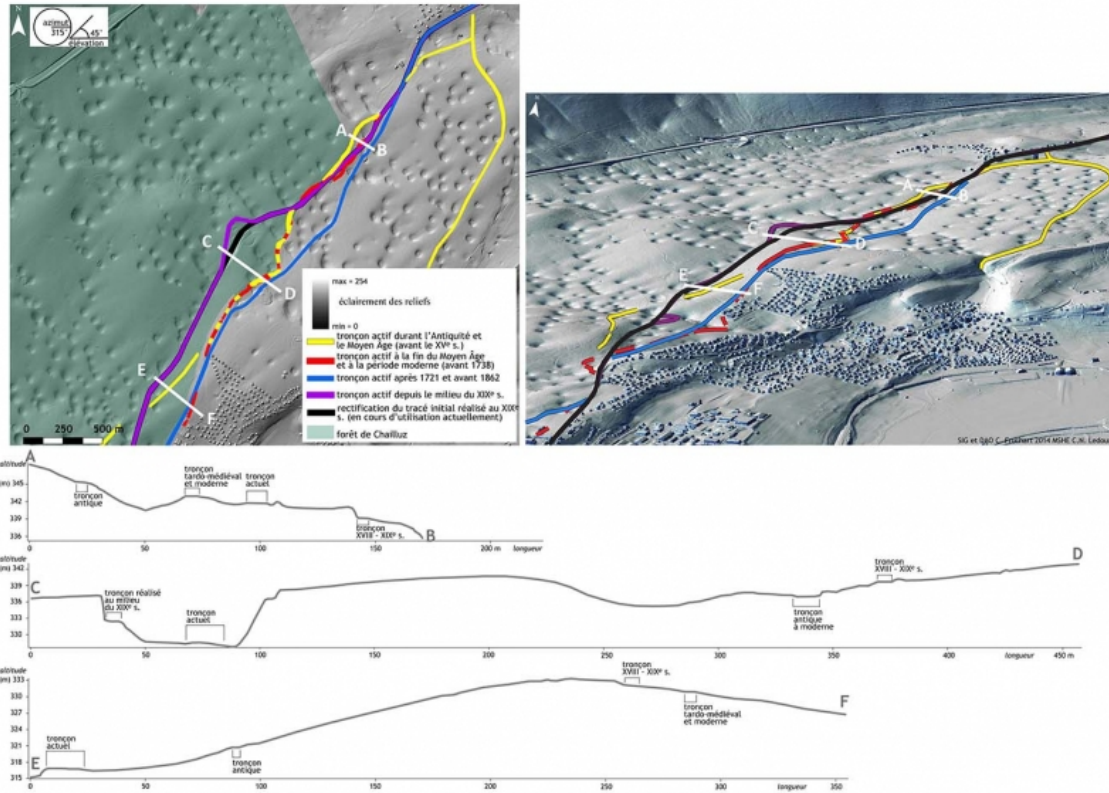 N
azimut
315°
45°
élévation
A
B
C
D
E
F
0 250 500 m
max = 254
éclairement des reliefs
min = 0
tronçon actif durant l'Antiquité et
le Moyen Âge (avant le XVe s.)
tronçon actif à la fin du Moyen Âge
et à la période moderne (avant 1738)
tronçon actif après 1721 et avant 1862
tronçon actif depuis le milieu du XIXe s.
rectification du tracé initial réalisé au XIXe
s. (en cours d'utilisation actuellement)
forêt de Chailluz
N
A
B
C
D
E
F
SIG et DAO C. Fruchart 2014 MSHE C.N. Ledoux
A
altitude
(m) 345
342
339
336
tronçon
antique
tronçon
tardo-médiéval
et moderne
tronçon
actuel
tronçon
XVIII - XIXe s.
B
0 50 100 150 200 m longueur
altitude
(m) 342
339
336
330
C
tronçon réalisé
au milieu
du XIXe s.
tronçon
actuel
tronçon
antique
à moderne
tronçon
XVIII - XIXe s.
D
0 50 100 150 200 250 300 350 400 longueur 450 m
altitude
(m) 333
330
327
321
318
315
E
tronçon
actuel
tronçon
antique
tronçon
XVIII - XIXe s.
tronçon
tardo-médiéval
et moderne
F
0 50 100 150 200 250 300 longueur 350 m